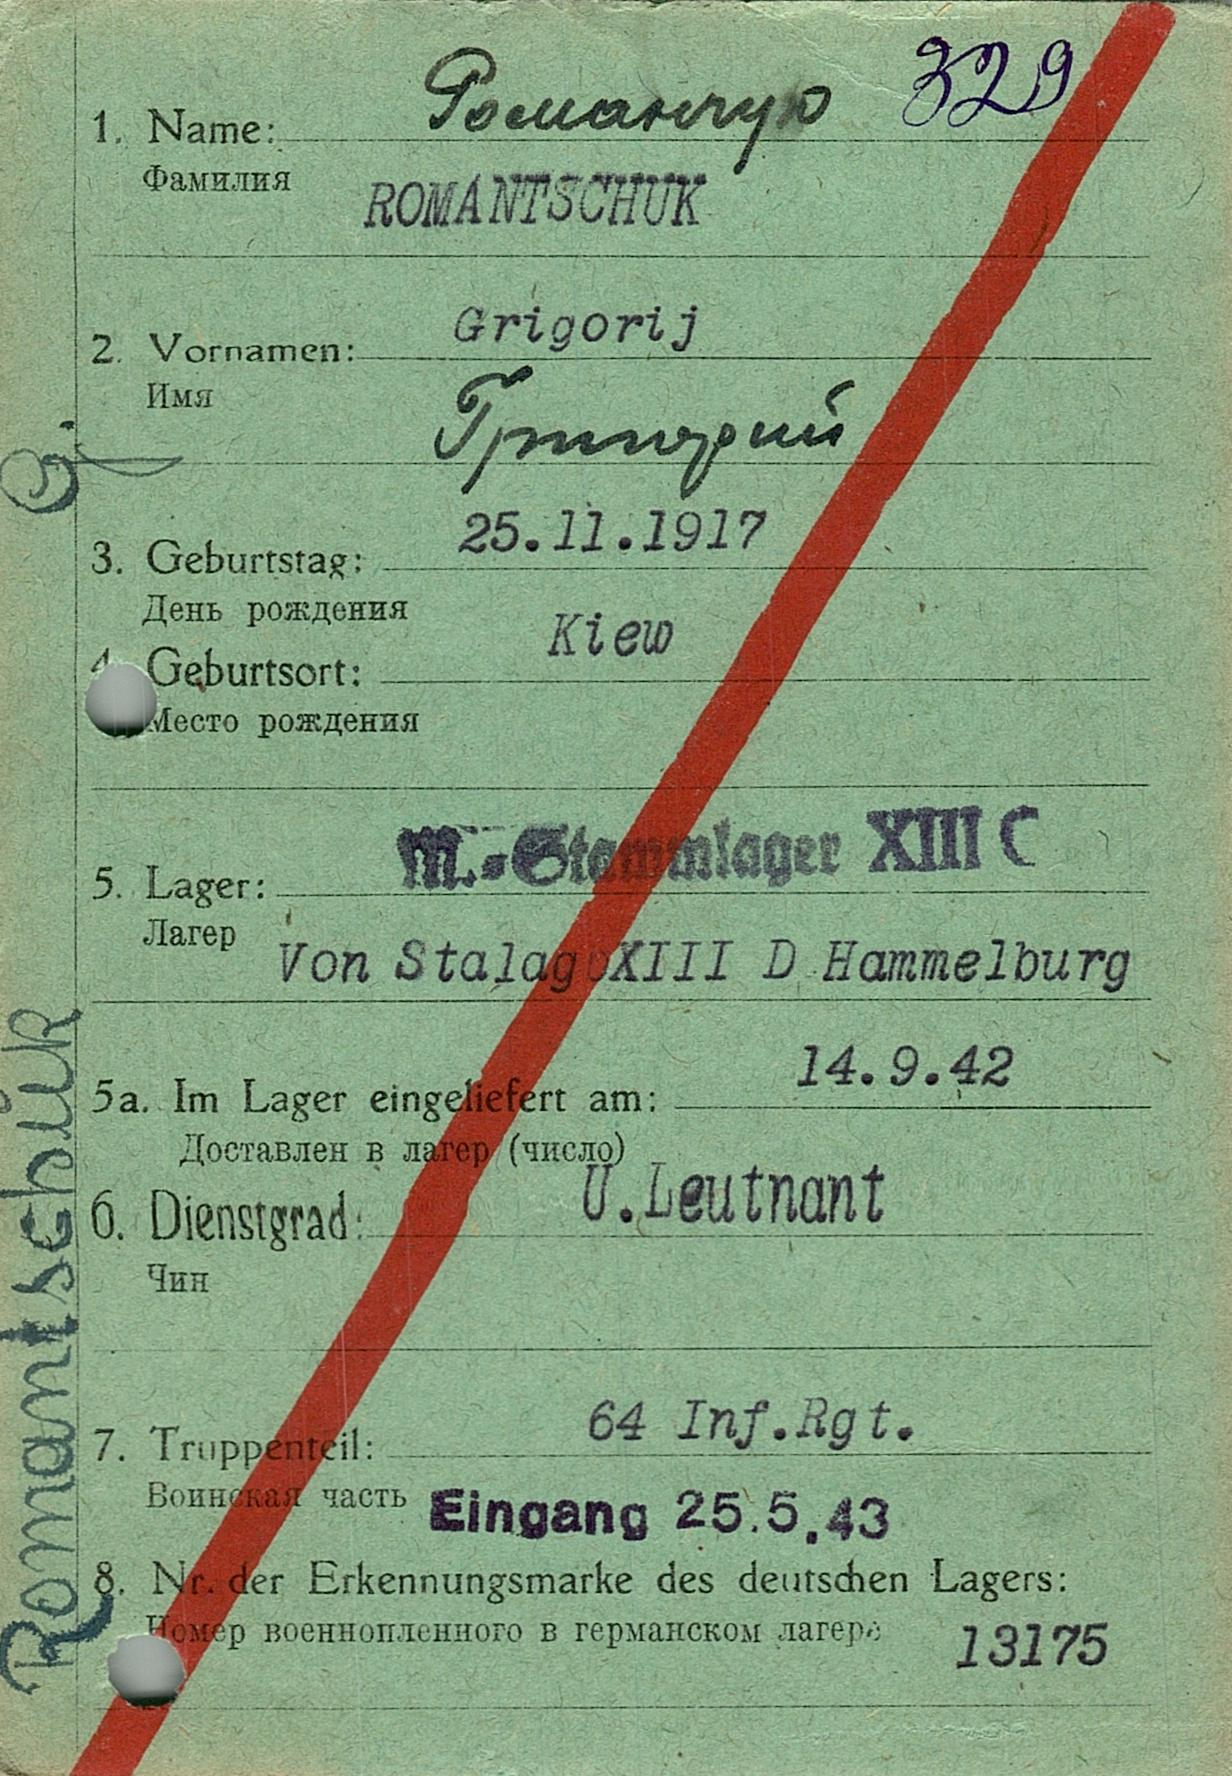 329
Романчук
1. Name:
Фамилия
ROMANTSCHUK
Grigorij
2. Vornamen:
Имя
Григорий
25.11.1917
3. Geburtstag:
День рождения
Kiew
4. Geburtsort:
Место рождения
M.-Stammlager XIII C
5. Lager:
Лагер
Von Stalag XIII D Hammelburg
14.9.42
5a. Im Lager eingeliefert am:
Доставлен в лагер (число)
U.Leutnant
6. Dienstgrad:
Чин
64 Inf.Rgt.
7. Truppenteil:
Воинская часть
Eingang 25.5.43
8. Nr. der Erkennungsmarke des deutschen Lagers:
Номер военнопленного в германском лагере
13175
Romantschuk G.